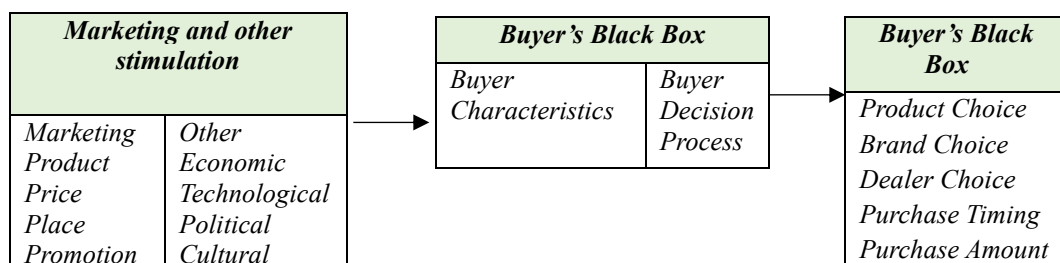 Marketing and other
stimulation
Marketing
Product
Price
Place
Promotion
Other
Economic
Technological
Political
Cultural
Buyer's Black Box
Buyer
Characteristics
Buyer
Decision
Process
Buyer's Black
Box
Product Choice
Brand Choice
Dealer Choice
Purchase Timing
Purchase Amount